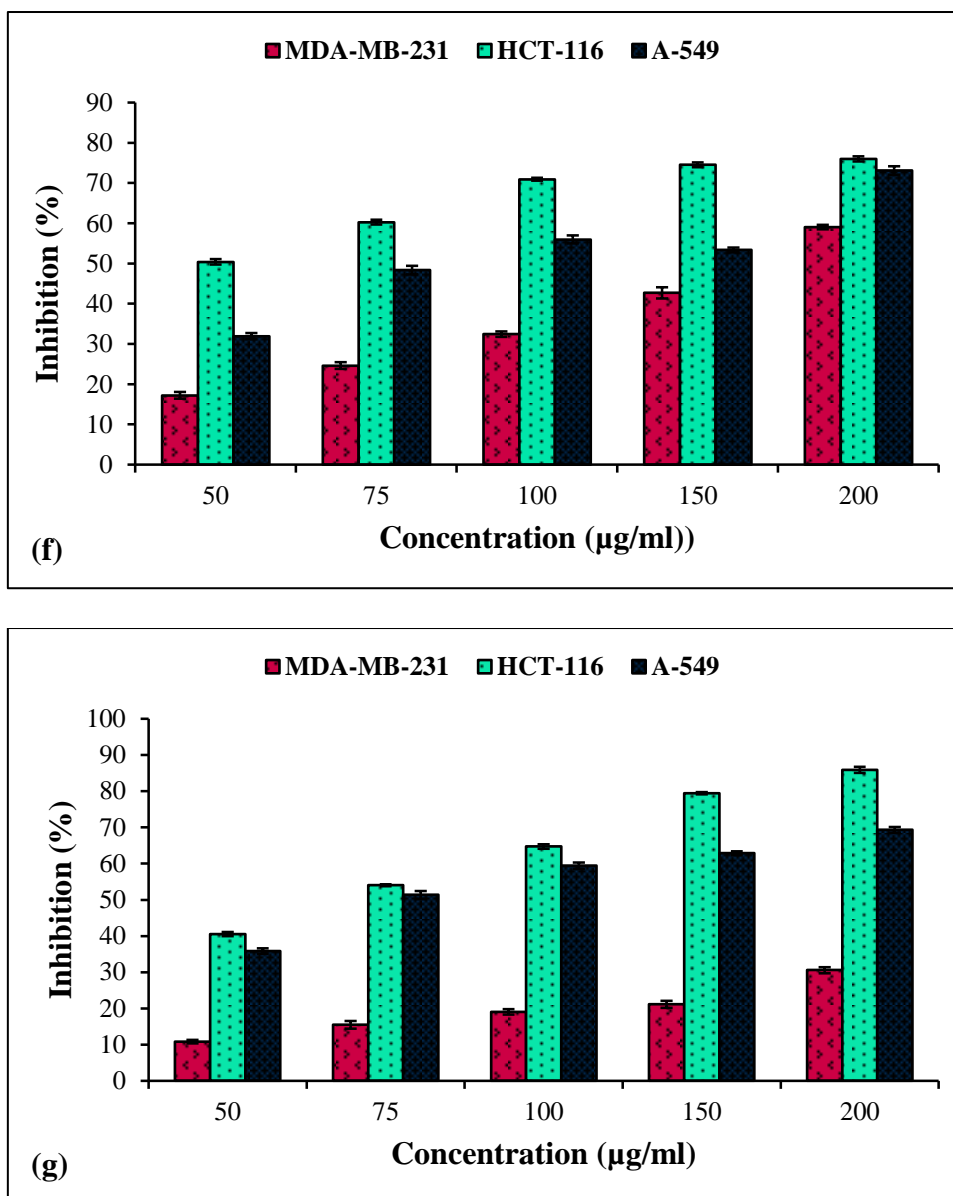 MDA-MB-231 HCT-116 A-549
90
80
70
60
50
40
30
20
10
0
Inhibition (%)
50 75 100 150 200
Concentration (µg/ml))
(f)
MDA-MB-231 HCT-116 A-549
100
90
80
70
60
50
40
30
20
10
0
Inhibition (%)
50 75 100 150 200
Concentration (µg/ml)
(g)